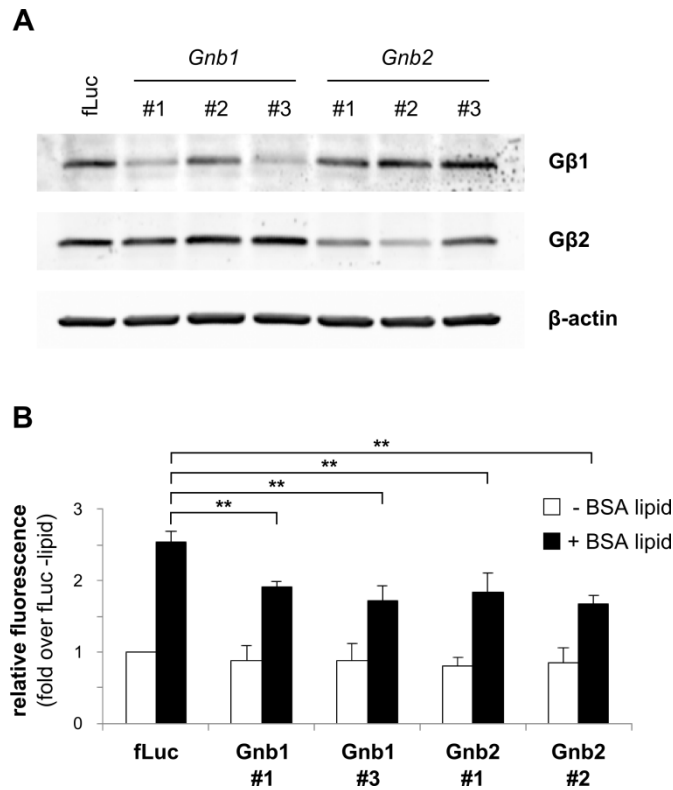 A
fLuc
Gnb1
Gnb2
#1 #2 #3 #1 #2 #3
Gβ1
Gβ2
β-actin
B
**
**
**
**
- BSA lipid
+ BSA lipid
relative fluorescence
(fold over fLuc -lipid)
3
2
1
0
fLuc Gnb1 Gnb1 Gnb2 Gnb2
#1 #3 #1 #2